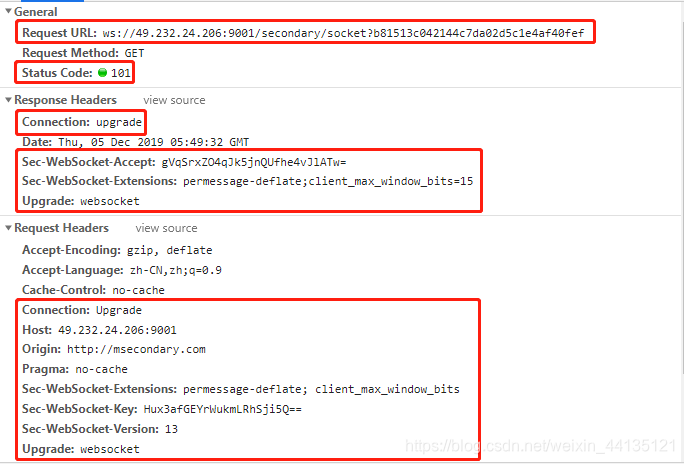 General
Request URL: ws://49.232.24.206:9001/secondary/socket?b81513c042144c7da02d5c1e4af40fef
Request Method: GET
Status Code: 101
Response Headers view source
Connection: upgrade
Date: Thu, 05 Dec 2019 05:49:32 GMT
Sec-WebSocket-Accept: gVqSrxZO4qJk5jnQUfhe4vJlATw=
Sec-WebSocket-Extensions: permessage-deflate;client_max_window_bits=15
Upgrade: websocket
Request Headers view source
Accept-Encoding: gzip, deflate
Accept-Language: zh-CN,zh;q=0.9
Cache-Control: no-cache
Connection: Upgrade
Host: 49.232.24.206:9001
Origin: http://msecondary.com
Pragma: no-cache
Sec-WebSocket-Extensions: permessage-deflate; client_max_window_bits
Sec-WebSocket-Key: Hux3afGEYrWukmLRhSji5Q==
Sec-WebSocket-Version: 13
Upgrade: websocket
https://blog.csdn.net/weixin_44135121